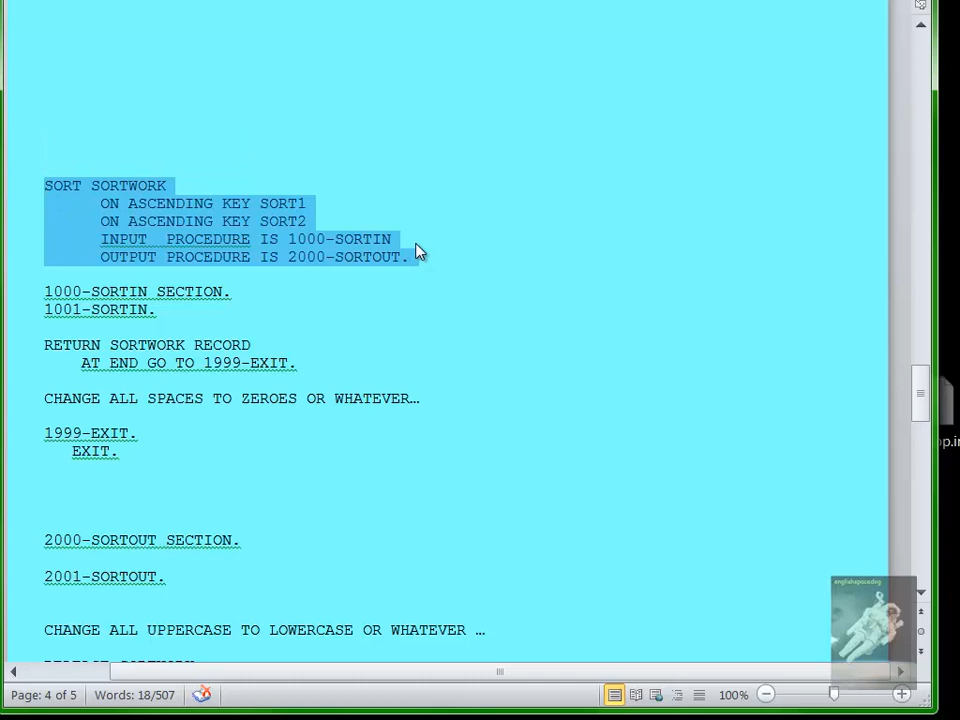 SORT SORTWORK
ON ASCENDING KEY SORT1
ON ASCENDING KEY SORT2
INPUT  PROCEDURE IS 1000-SORTIN
OUTPUT PROCEDURE IS 2000-SORTOUT.
1000-SORTIN SECTION.
1001-SORTIN.
RETURN SORTWORK RECORD
AT END GO TO 1999-EXIT.
CHANGE ALL SPACES TO ZEROES OR WHATEVER…
1999-EXIT.
EXIT.
2000-SORTOUT SECTION.
2001-SORTOUT.
CHANGE ALL UPPERCASE TO LOWERCASE OR WHATEVER …
Page: 4 of 5 Words: 18/507 100%